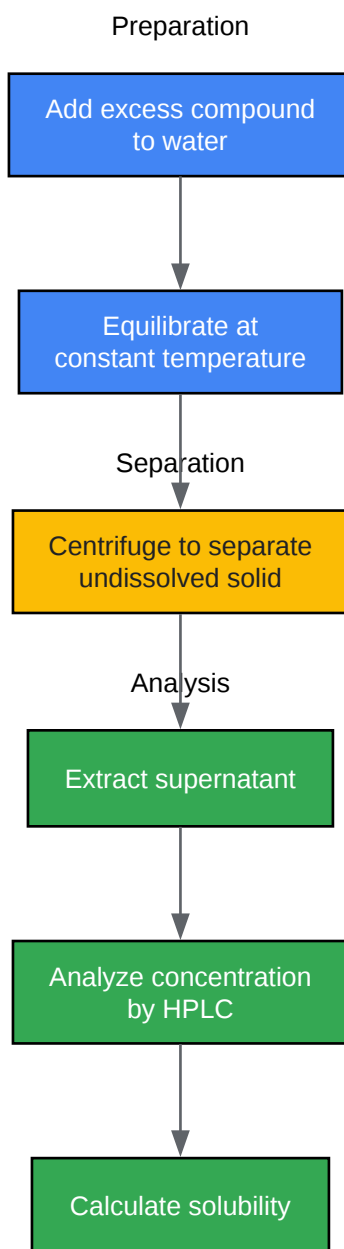 Preparation
Add excess compound
to water
Equilibrate at
constant temperature
Separation
Centrifuge to separate
undissolved solid
Analysis
Extract supernatant
Analyze concentration
by HPLC
Calculate solubility